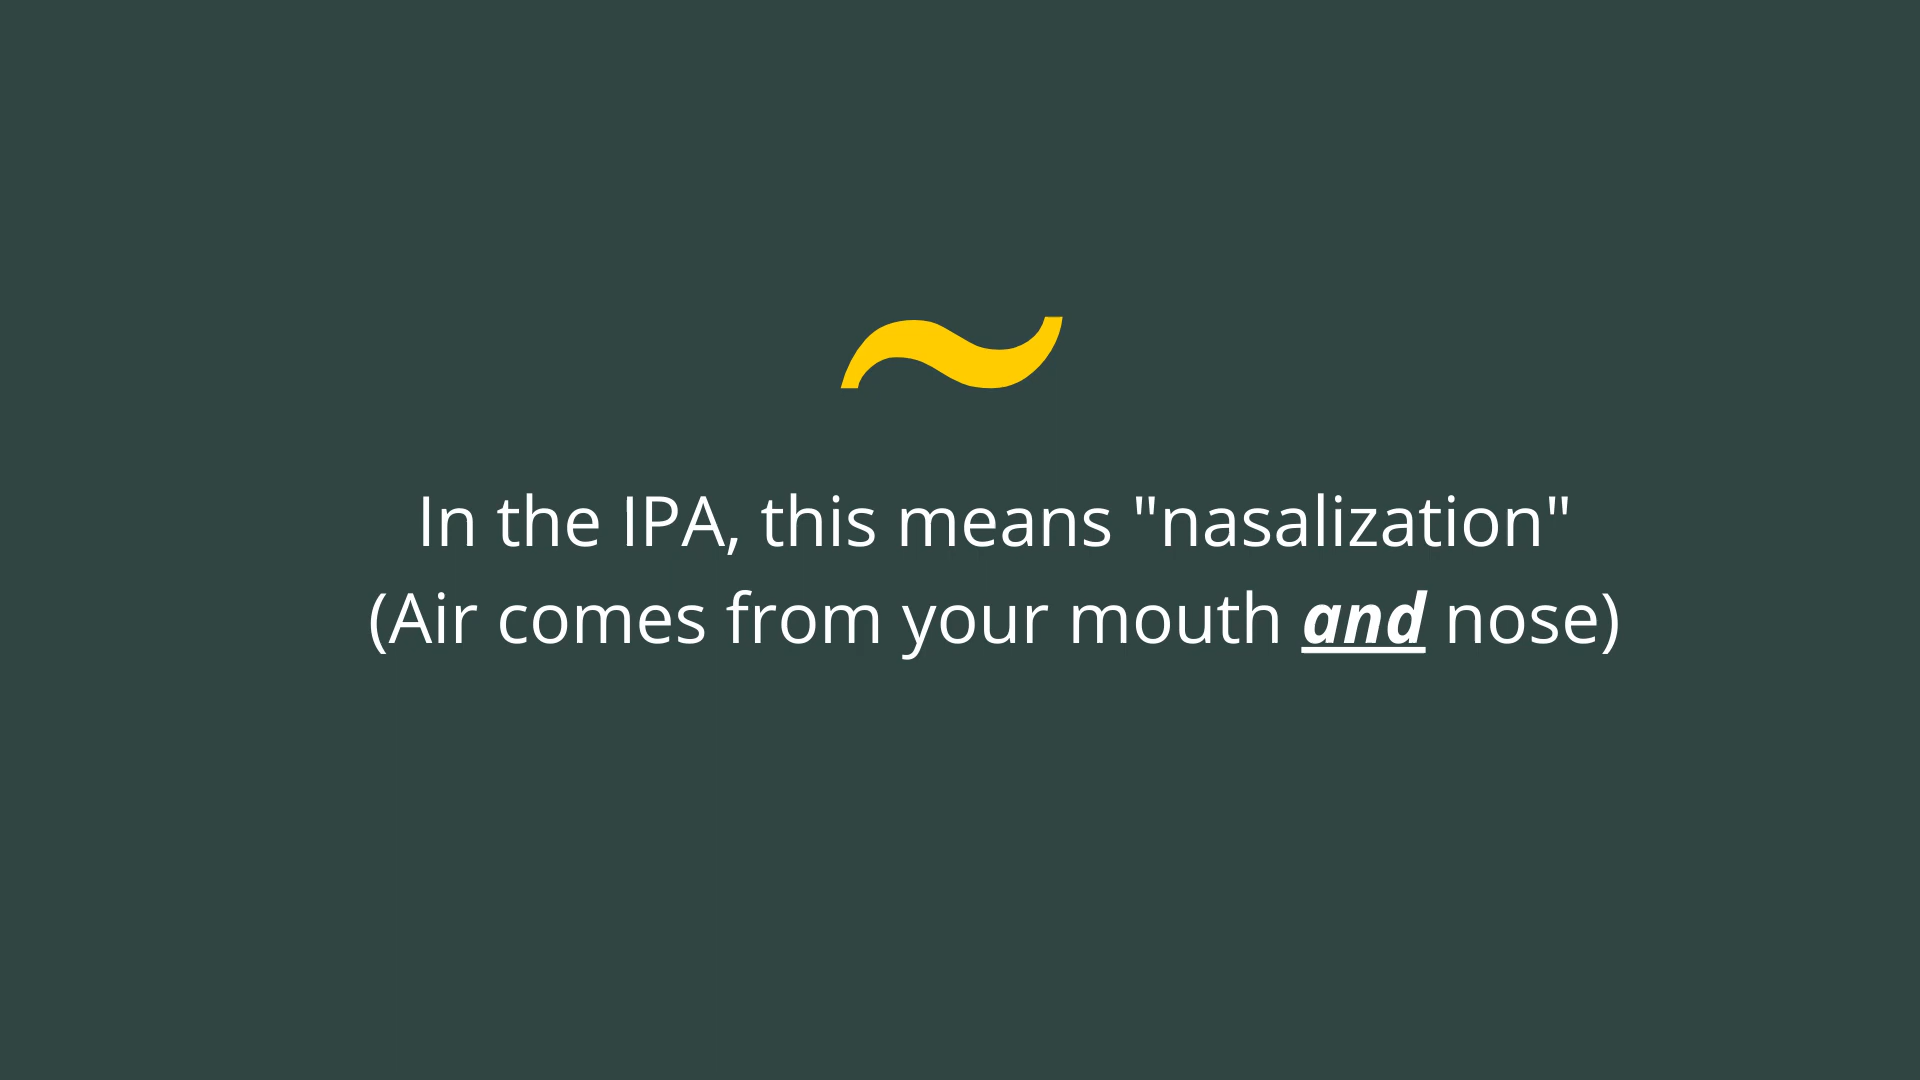 ~
In the IPA, this means "nasalization"
(Air comes from your mouth and nose)